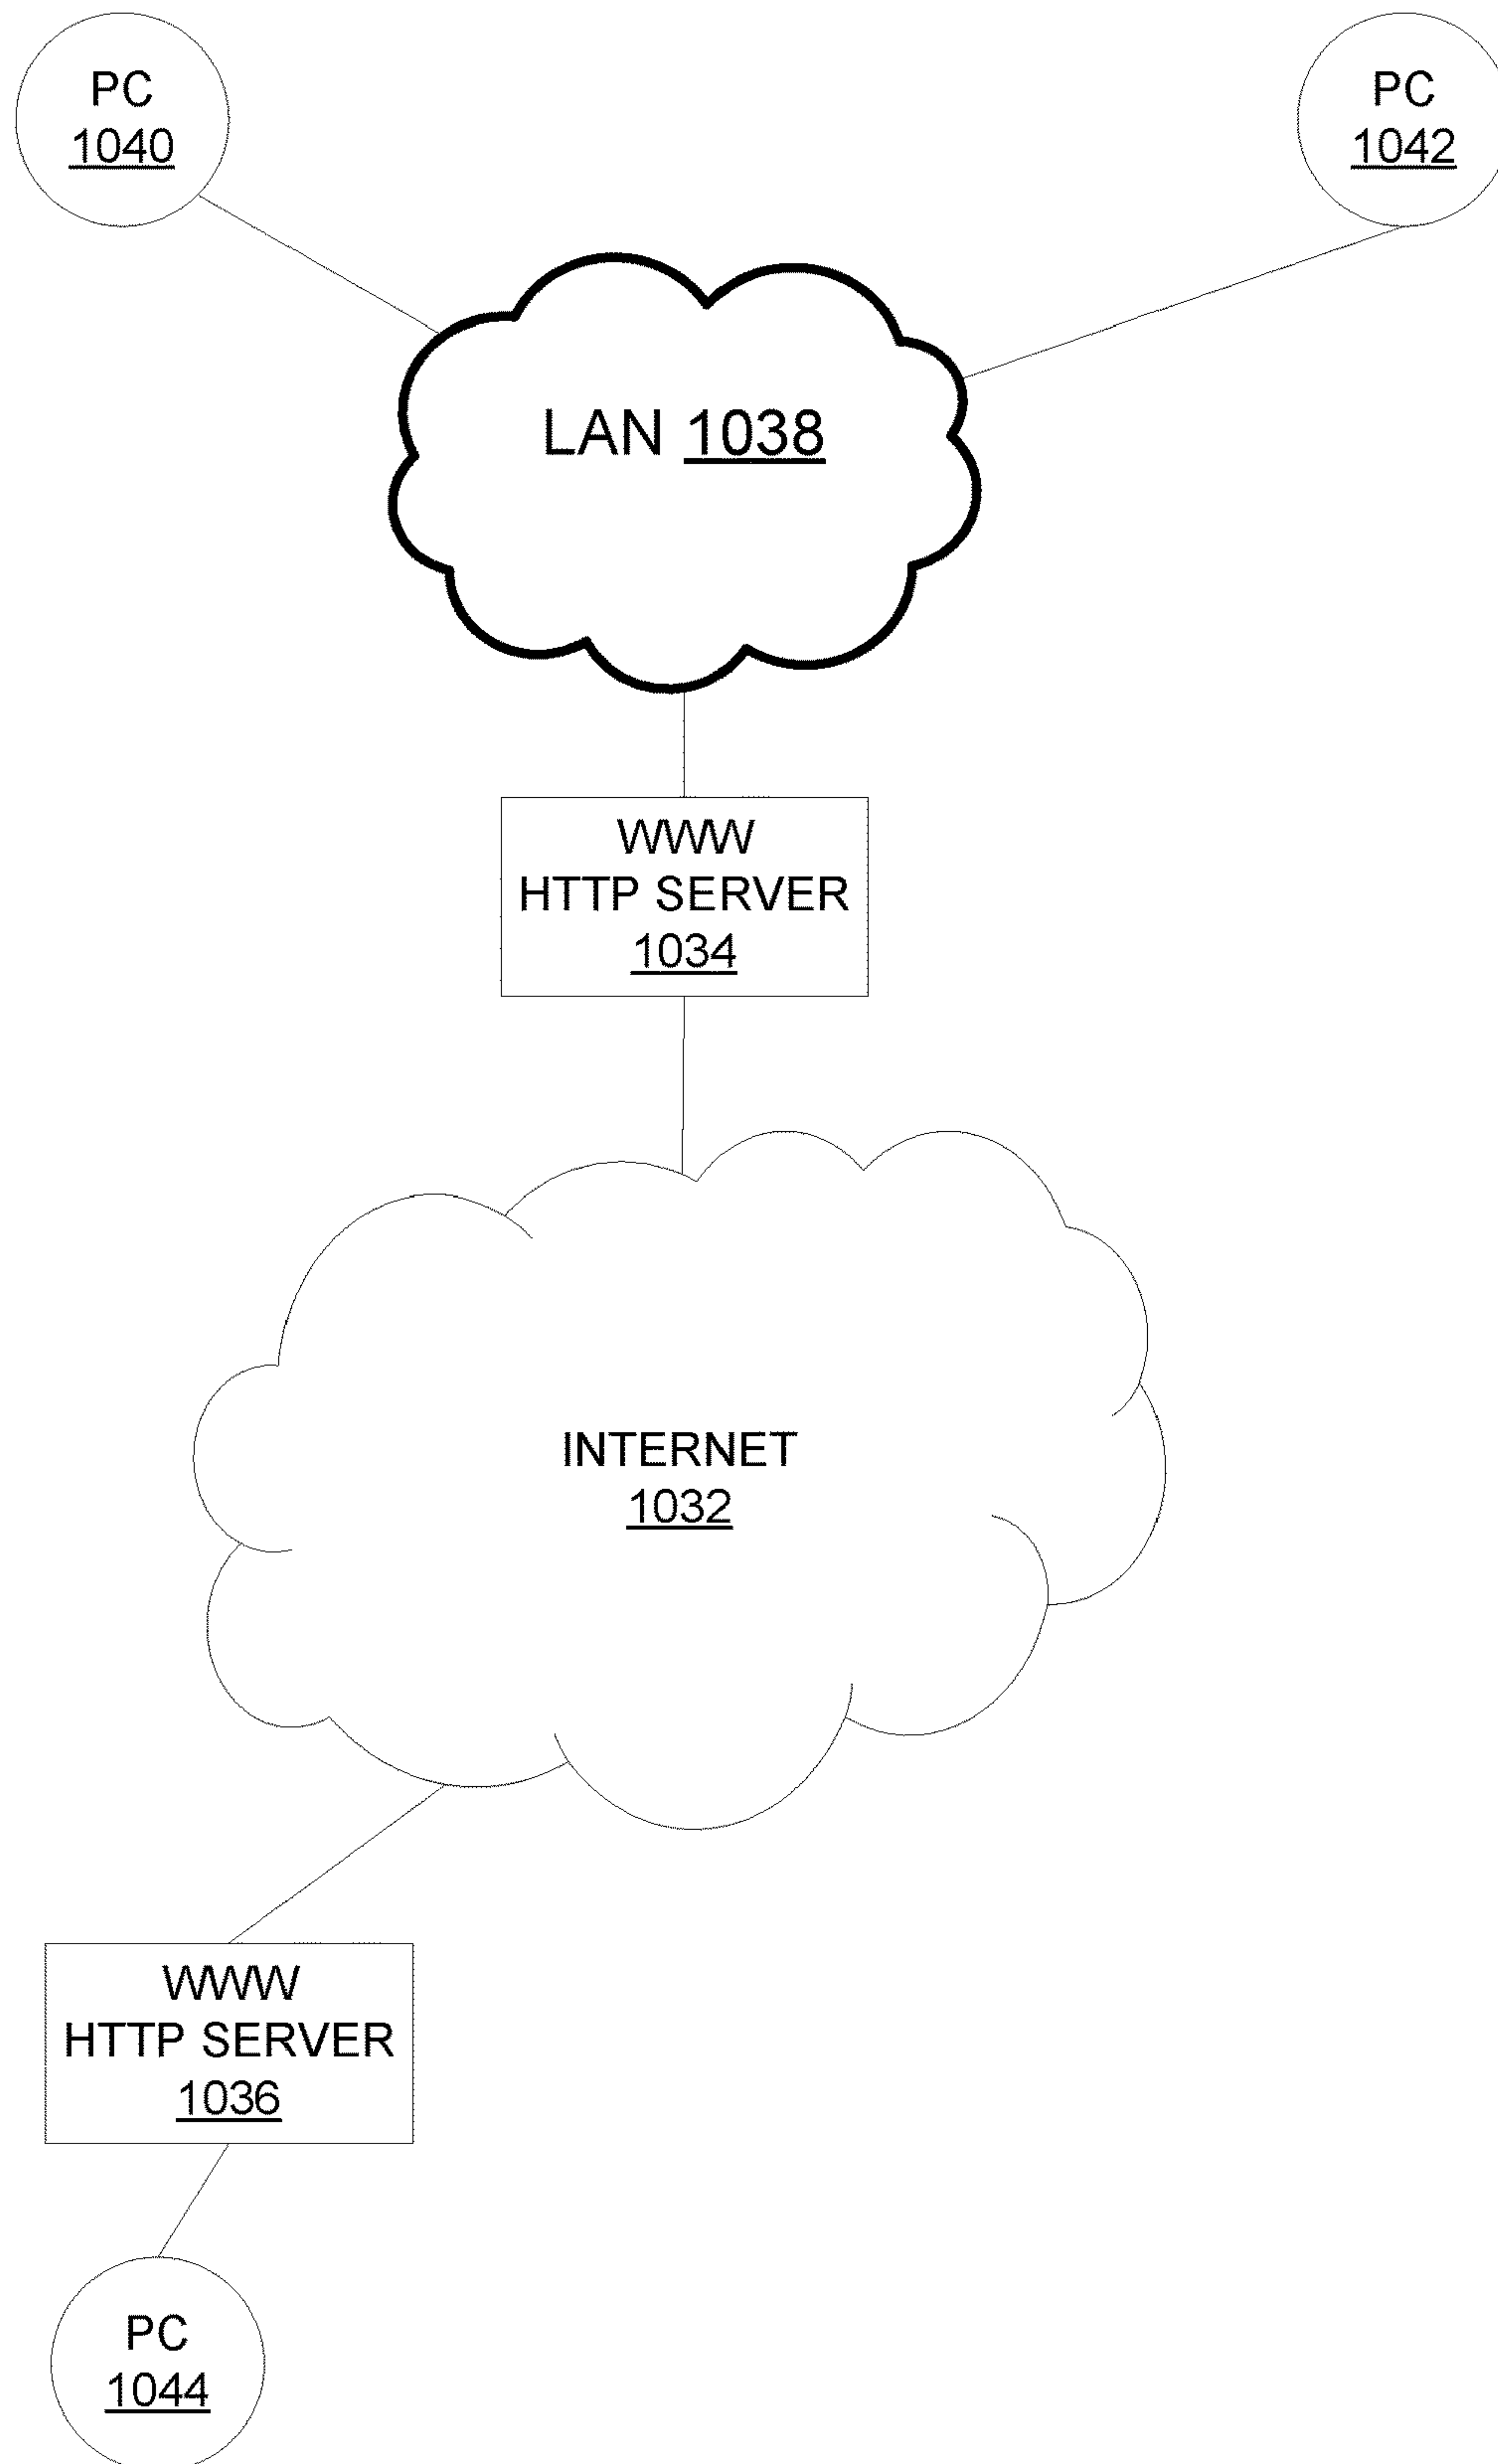 PC
1040
PC
1042
LAN 1038
WWW
HTTP SERVER
1034
INTERNET
1032
WWW
HTTP SERVER
1036
PC
1044